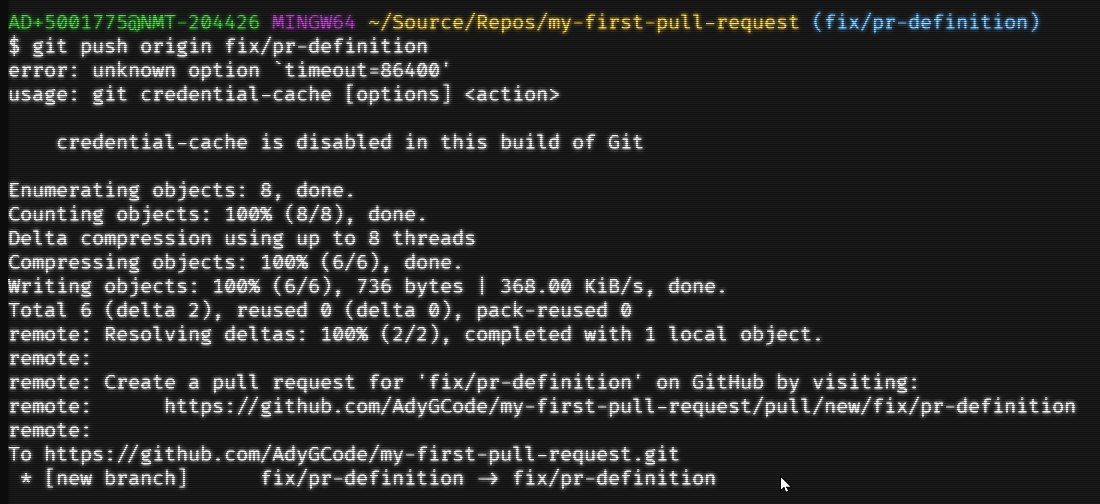 AD+5001775@NMT-204426 MINGW64 ~/Source/Repos/my-first-pull-request (fix/pr-definition)
$ git push origin fix/pr-definition
error: unknown option `timeout=86400'
usage: git credential-cache [options] <action>

    credential-cache is disabled in this build of Git

Enumerating objects: 8, done.
Counting objects: 100% (8/8), done.
Delta compression using up to 8 threads
Compressing objects: 100% (6/6), done.
Writing objects: 100% (6/6), 736 bytes | 368.00 KiB/s, done.
Total 6 (delta 2), reused 0 (delta 0), pack-reused 0
remote: Resolving deltas: 100% (2/2), completed with 1 local object.
remote:
remote: Create a pull request for 'fix/pr-definition' on GitHub by visiting:
remote:      https://github.com/AdyGCode/my-first-pull-request/pull/new/fix/pr-definition
remote:
To https://github.com/AdyGCode/my-first-pull-request.git
 * [new branch]      fix/pr-definition → fix/pr-definition